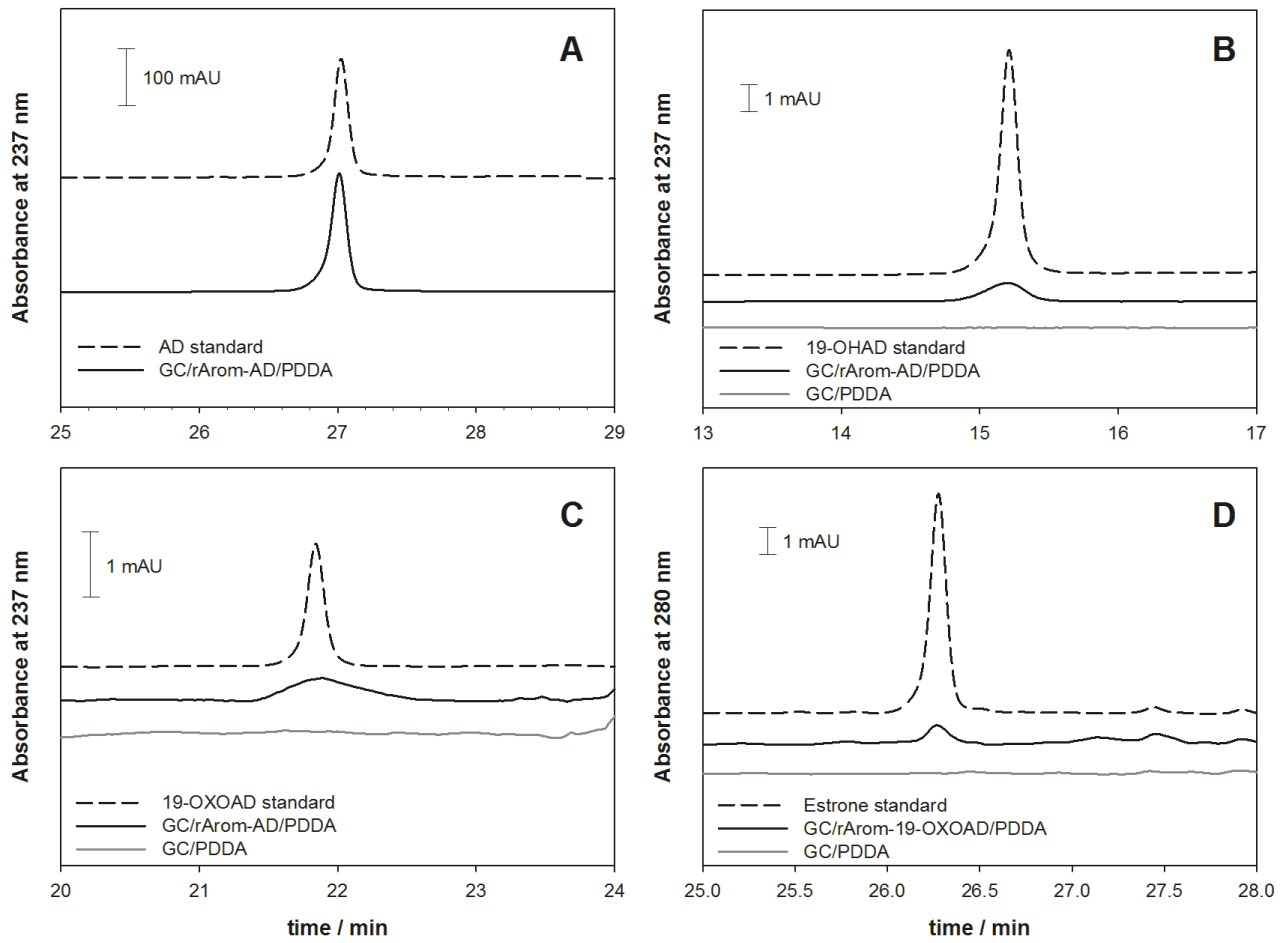 A
100 mAU
Absorbance at 237 nm
AD standard
GC/rArom-AD/PDDA
25 26 27 28 29
B
1 mAU
Absorbance at 237 nm
19-OHAD standard
GC/rArom-AD/PDDA
GC/PDDA
13 14 15 16 17
C
1 mAU
Absorbance at 237 nm
19-OXOAD standard
GC/rArom-AD/PDDA
GC/PDDA
20 21 22 23 24
time / min
D
1 mAU
Absorbance at 280 nm
Estrone standard
GC/rArom-19-OXOAD/PDDA
GC/PDDA
25.0 25.5 26.0 26.5 27.0 27.5 28.0
time / min